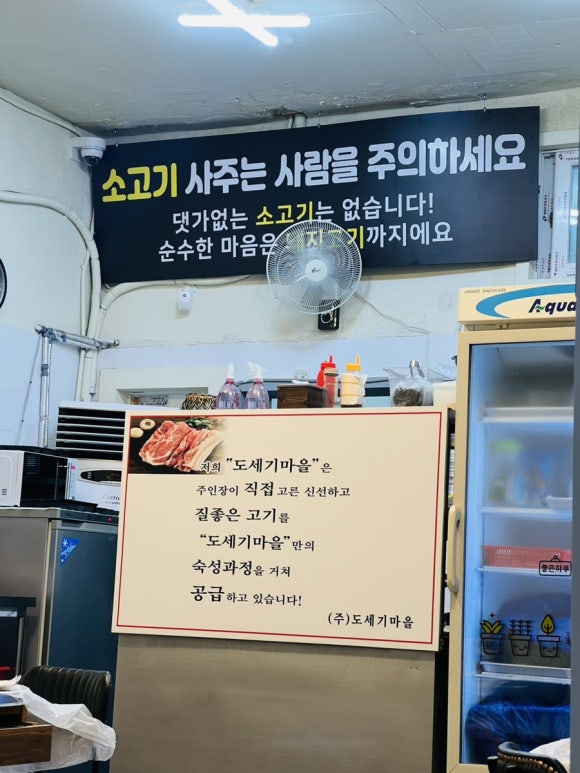 소고기 사주는 사람을 주의하세요
댓가없는 소고기는 없습니다!
순수한 마음은 까지에요
JINWOO SHOWCASE
Aqua
저희 "도세기마을"은
주인장이 직접고른 신선하고
질좋은 고기를
"도세기마을"만의
숙성과정을 거쳐
공급하고 있습니다!
(주)도세기마을
좋은하루